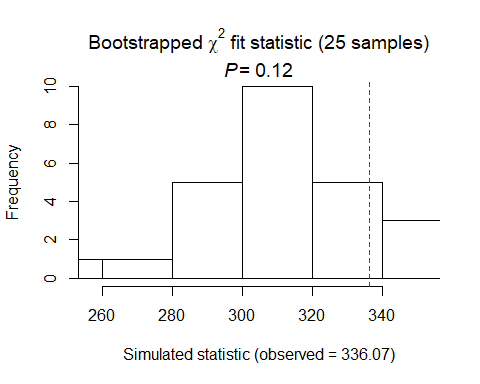 Bootstrapped χ² fit statistic (25 samples)
P = 0.12
Frequency
10
8
6
4
2
0
260 280 300 320 340
Simulated statistic (observed = 336.07)